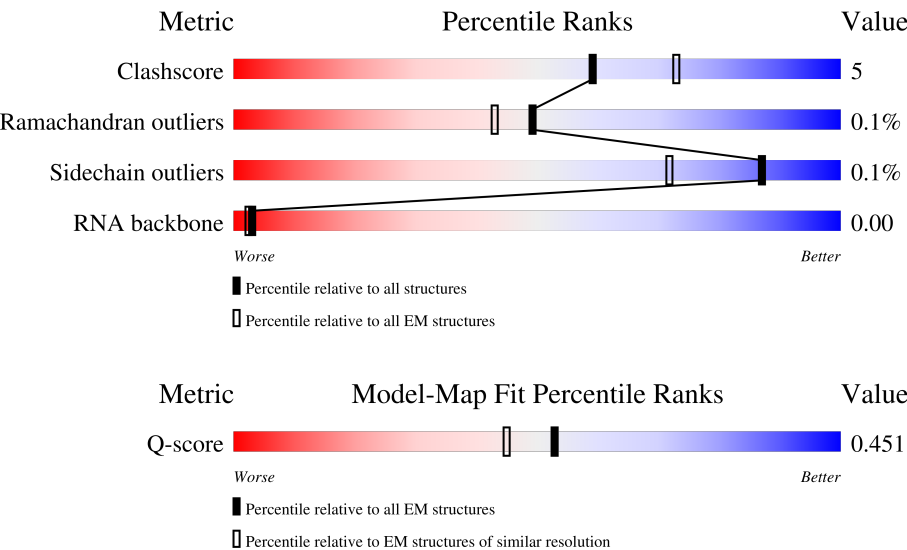 Metric Percentile Ranks Value
Clashscore 5
Ramachandran outliers 0.1%
Sidechain outliers 0.1%
RNA backbone 0.00
Worse Better
Percentile relative to all structures
Percentile relative to all EM structures
Metric Model-Map Fit Percentile Ranks Value
Q-score 0.451
Worse Better
Percentile relative to all EM structures
Percentile relative to EM structures of similar resolution